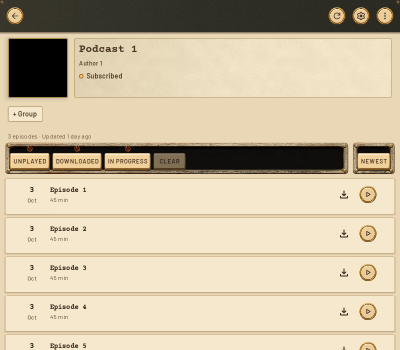 Podcast 1
Author 1
Subscribed
+ Group
3 episodes · Updated 1 day ago
UNPLAYED DOWNLOADED IN PROGRESS CLEAR NEWEST
3 Episode 1
Oct 45 min
3 Episode 2
Oct 45 min
3 Episode 3
Oct 45 min
3 Episode 4
Oct 45 min
3 Episode 5